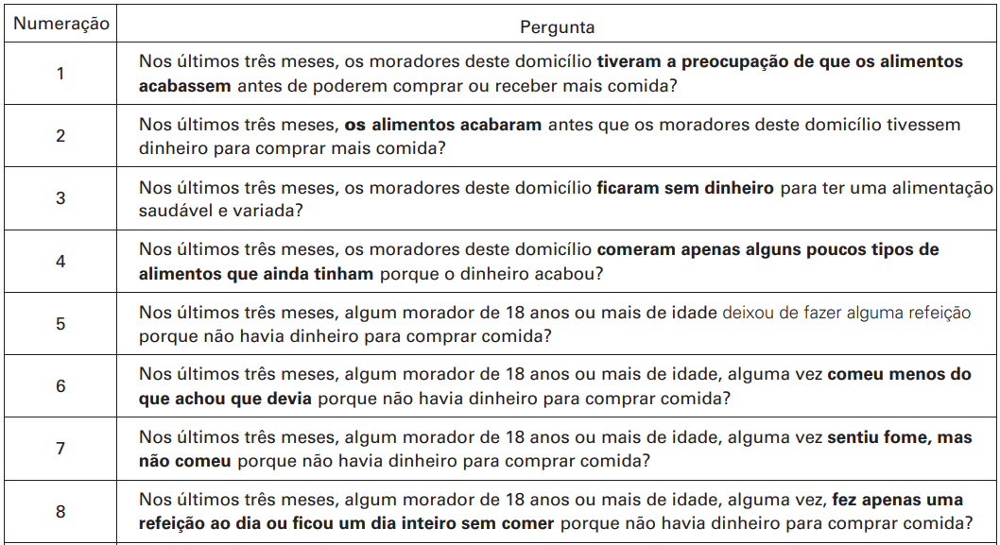 Numeração
Pergunta
1
Nos últimos três meses, os moradores deste domicílio tiveram a preocupação de que os alimentos
acabassem antes de poderem comprar ou receber mais comida?
2
Nos últimos três meses, os alimentos acabaram antes que os moradores deste domicílio tivessem
dinheiro para comprar mais comida?
3
Nos últimos três meses, os moradores deste domicílio ficaram sem dinheiro para ter uma alimentação
saudável e variada?
4
Nos últimos três meses, os moradores deste domicílio comeram apenas alguns poucos tipos de
alimentos que ainda tinham porque o dinheiro acabou?
5
Nos últimos três meses, algum morador de 18 anos ou mais de idade deixou de fazer alguma refeição
porque não havia dinheiro para comprar comida?
6
Nos últimos três meses, algum morador de 18 anos ou mais de idade, alguma vez comeu menos do
que achou que devia porque não havia dinheiro para comprar comida?
7
Nos últimos três meses, algum morador de 18 anos ou mais de idade, alguma vez sentiu fome, mas
não comeu porque não havia dinheiro para comprar comida?
8
Nos últimos três meses, algum morador de 18 anos ou mais de idade, alguma vez, fez apenas uma
refeição ao dia ou ficou um dia inteiro sem comer porque não havia dinheiro para comprar comida?